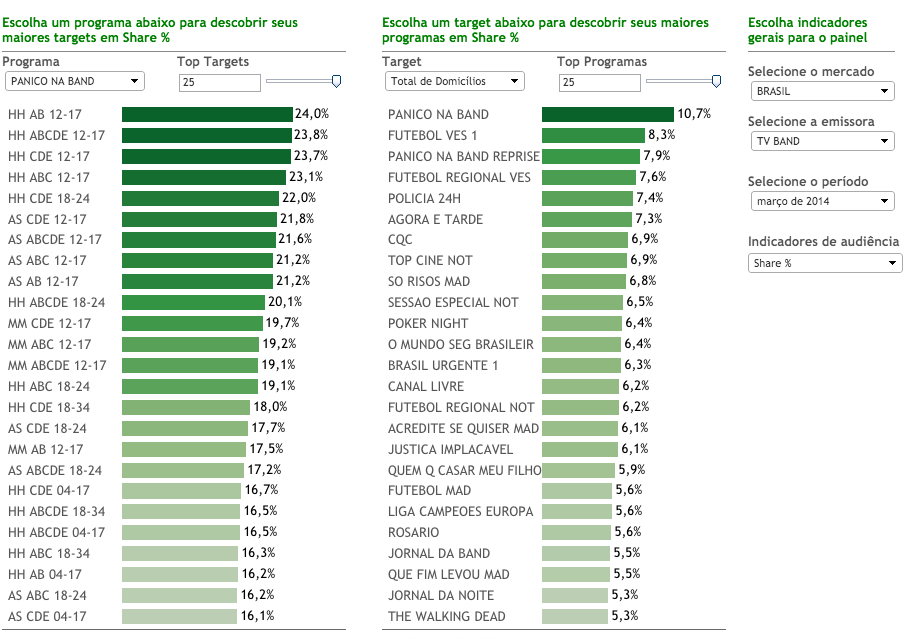 Escolha um programa abaixo para descobrir seus
maiores targets em Share %
Programa
Top Targets
PANICO NA BAND
25
HH AB 12-17 24,0%
HH ABCDE 12-17 23,8%
HH CDE 12-17 23,7%
HH ABC 12-17 23,1%
HH CDE 18-24 22,0%
AS CDE 12-17 21,8%
AS ABCDE 12-17 21,6%
AS ABC 12-17 21,2%
AS AB 12-17 21,2%
HH ABCDE 18-24 20,1%
MM CDE 12-17 19,7%
MM ABC 12-17 19,2%
MM ABCDE 12-17 19,1%
HH ABC 18-24 19,1%
HH CDE 18-34 18,0%
AS CDE 18-24 17,7%
MM AB 12-17 17,5%
AS ABCDE 18-24 17,2%
HH CDE 04-17 16,7%
HH ABCDE 18-34 16,5%
HH ABCDE 04-17 16,5%
HH ABC 18-34 16,3%
HH AB 04-17 16,2%
AS ABC 18-24 16,2%
AS CDE 04-17 16,1%
Escolha um target abaixo para descobrir seus maiores
programas em Share %
Target
Top Programas
Total de Domicílios
25
PANICO NA BAND 10,7%
FUTEBOL VES 1 8,3%
PANICO NA BAND REPRISE 7,9%
FUTEBOL REGIONAL VES 7,6%
POLICIA 24H 7,4%
AGORA E TARDE 7,3%
CQC 6,9%
TOP CINE NOT 6,9%
SO RISOS MAD 6,8%
SESSAO ESPECIAL NOT 6,5%
POKER NIGHT 6,4%
O MUNDO SEG BRASILEIR 6,4%
BRASIL URGENTE 1 6,3%
CANAL LIVRE 6,2%
FUTEBOL REGIONAL NOT 6,2%
ACREDITE SE QUISER MAD 6,1%
JUSTICA IMPLACAVEL 6,1%
QUEM Q CASAR MEU FILHO 5,9%
FUTEBOL MAD 5,6%
LIGA CAMPEOES EUROPA 5,6%
ROSARIO 5,6%
JORNAL DA BAND 5,5%
QUE FIM LEVOU MAD 5,5%
JORNAL DA NOITE 5,3%
THE WALKING DEAD 5,3%
Escolha indicadores
gerais para o painel
Selecione o mercado
BRASIL
Selecione a emissora
TV BAND
Selecione o período
março de 2014
Indicadores de audiência
Share %